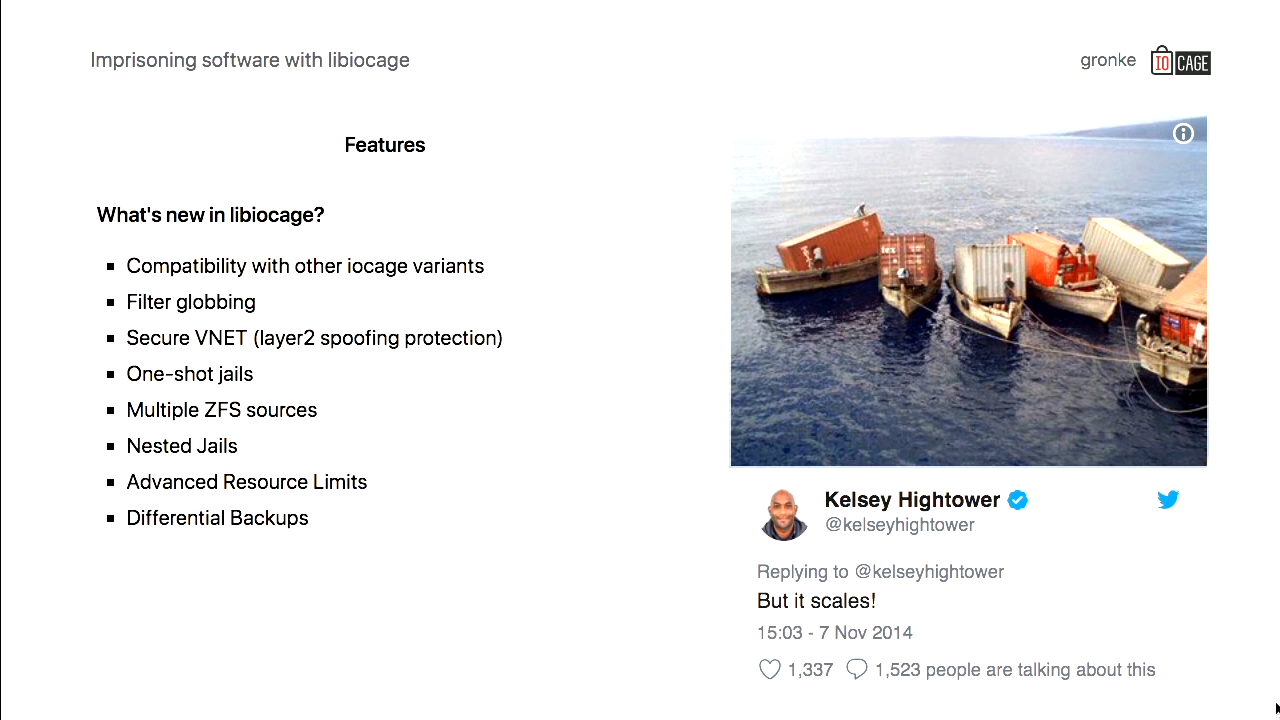 Imprisoning software with libiocage
gronke IO CAGE
Features
What's new in libiocage?
Compatibility with other iocage variants
Filter globbing
Secure VNET (layer2 spoofing protection)
One-shot jails
Multiple ZFS sources
Nested Jails
Advanced Resource Limits
Differential Backups
Kelsey Hightower
@kelseyhightower
Replying to @kelseyhightower
But it scales!
15:03 - 7 Nov 2014
1,337 1,523 people are talking about this